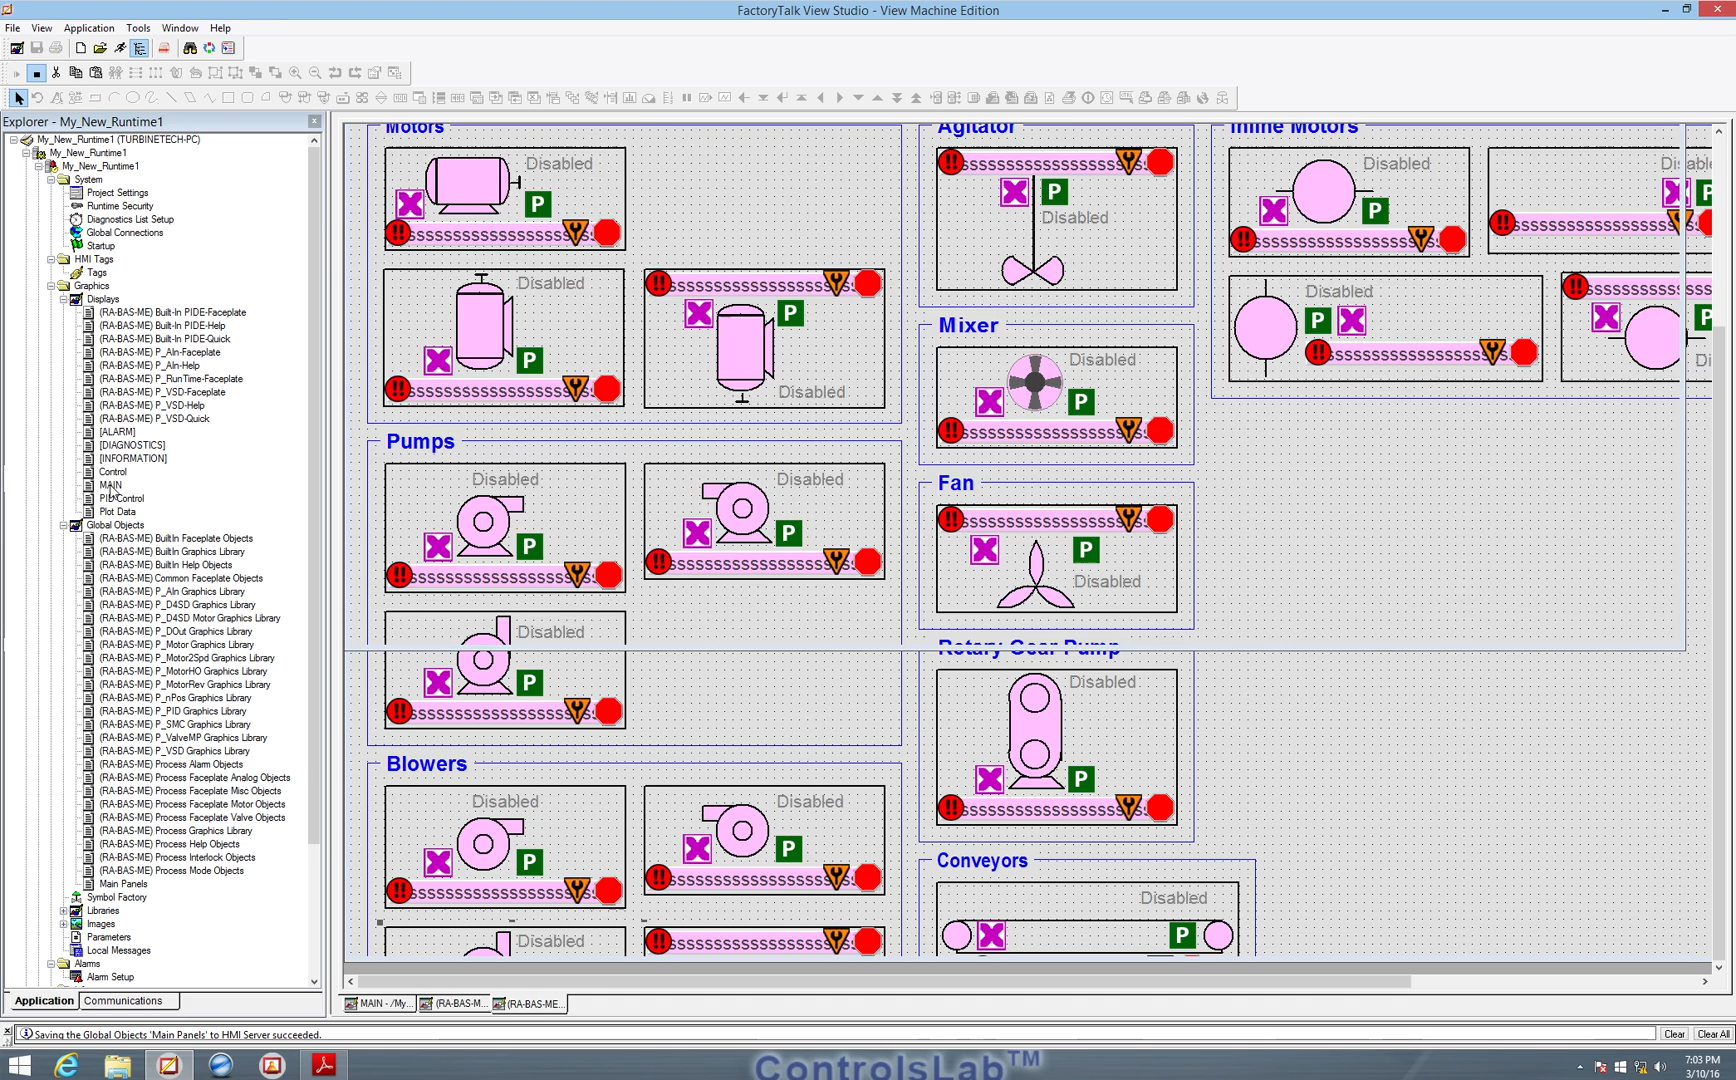 FactoryTalk View Studio - View Machine Edition
File View Application Tools Window Help
Explorer - My_New_Runtime1
My_New_Runtime1 (TURBINETECH-PC)
My_New_Runtime1
My_New_Runtime1
System
Project Settings
Runtime Security
Diagnostics List Setup
Global Connections
Startup
HMI Tags
Tags
Graphics
Displays
(RA-BAS-ME) Built-In PIDE-Faceplate
(RA-BAS-ME) Built-In PIDE-Help
(RA-BAS-ME) Built-In PIDE-Quick
(RA-BAS-ME) P_AIn-Faceplate
(RA-BAS-ME) P_AIn-Help
(RA-BAS-ME) P_RunTime-Faceplate
(RA-BAS-ME) P_VSD-Faceplate
(RA-BAS-ME) P_VSD-Help
(RA-BAS-ME) P_VSD-Quick
[ALARM]
[DIAGNOSTICS]
[INFORMATION]
Control
MAIN
PID Control
Plot Data
Global Objects
(RA-BAS-ME) BuiltIn Faceplate Objects
(RA-BAS-ME) BuiltIn Graphics Library
(RA-BAS-ME) BuiltIn Help Objects
(RA-BAS-ME) Common Faceplate Objects
(RA-BAS-ME) P_AIn Graphics Library
(RA-BAS-ME) P_D4SD Graphics Library
(RA-BAS-ME) P_D4SD Motor Graphics Library
(RA-BAS-ME) P_DOut Graphics Library
(RA-BAS-ME) P_Motor Graphics Library
(RA-BAS-ME) P_Motor2Spd Graphics Library
(RA-BAS-ME) P_MotorHO Graphics Library
(RA-BAS-ME) P_MotorRev Graphics Library
(RA-BAS-ME) P_nPos Graphics Library
(RA-BAS-ME) P_PID Graphics Library
(RA-BAS-ME) P_SMC Graphics Library
(RA-BAS-ME) P_ValveMP Graphics Library
(RA-BAS-ME) P_VSD Graphics Library
(RA-BAS-ME) Process Alarm Objects
(RA-BAS-ME) Process Faceplate Analog Objects
(RA-BAS-ME) Process Faceplate Misc Objects
(RA-BAS-ME) Process Faceplate Motor Objects
(RA-BAS-ME) Process Faceplate Valve Objects
(RA-BAS-ME) Process Graphics Library
(RA-BAS-ME) Process Help Objects
(RA-BAS-ME) Process Interlock Objects
(RA-BAS-ME) Process Mode Objects
Main Panels
Symbol Factory
Libraries
Images
Parameters
Local Messages
Alarms
Alarm Setup
Application Communications
Motors
Disabled
P
Disabled
P
P
Disabled
Pumps
Disabled
P
Disabled
P
Disabled
P
Blowers
Disabled
P
Disabled
P
Disabled
Agitator
P
Disabled
Mixer
Disabled
P
Fan
P
Disabled
Rotary Gear Pump
Disabled
P
Conveyors
Disabled
P
Inline Motors
Disabled
P
Disabled
P
MAIN - /My... (RA-BAS-M... (RA-BAS-ME...
Saving the Global Objects 'Main Panels' to HMI Server succeeded.
Clear Clear All
ControlsLab™
7:03 PM
3/10/16